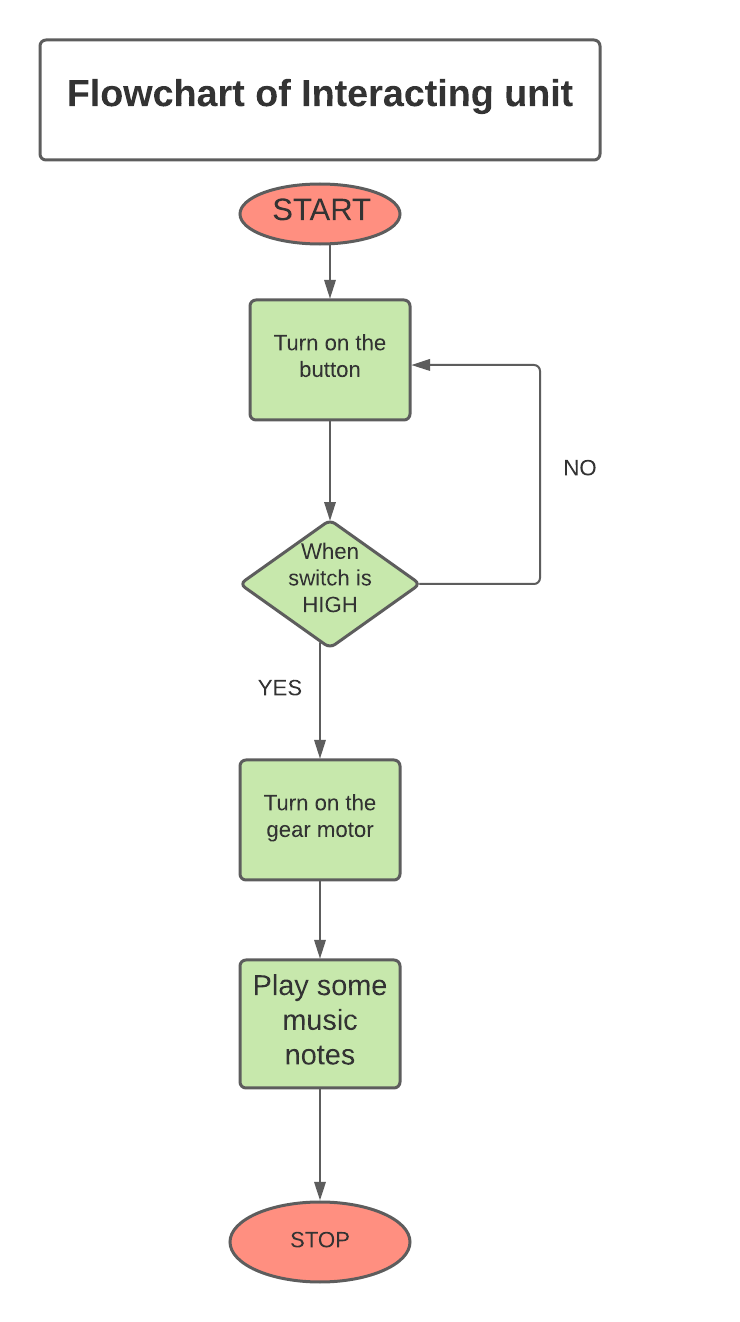 Flowchart of Interacting unit
START
Turn on the
button
NO
When
switch is
HIGH
YES
Turn on the
gear motor
Play some
music
notes
STOP